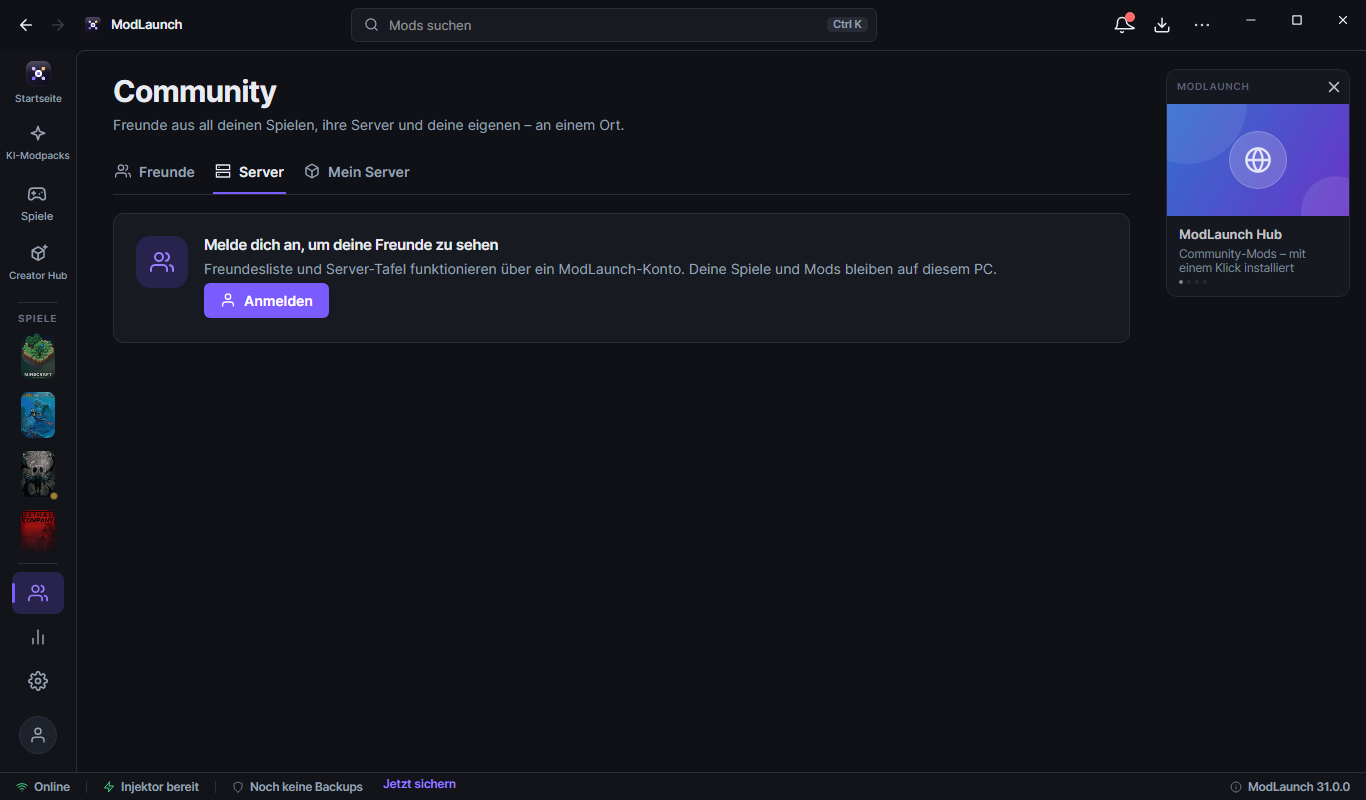 ModLaunch
Mods suchen
Ctrl K
Startseite
KI-Modpacks
Spiele
Creator Hub
SPIELE
MINECRAFT
LETHAL
COMPANY
Community
Freunde aus all deinen Spielen, ihre Server und deine eigenen – an einem Ort.
Freunde
Server
Mein Server
Melde dich an, um deine Freunde zu sehen
Freundesliste und Server-Tafel funktionieren über ein ModLaunch-Konto. Deine Spiele und Mods bleiben auf diesem PC.
Anmelden
MODLAUNCH
ModLaunch Hub
Community-Mods – mit
einem Klick installiert
Online
Injektor bereit
Noch keine Backups
Jetzt sichern
ModLaunch 31.0.0